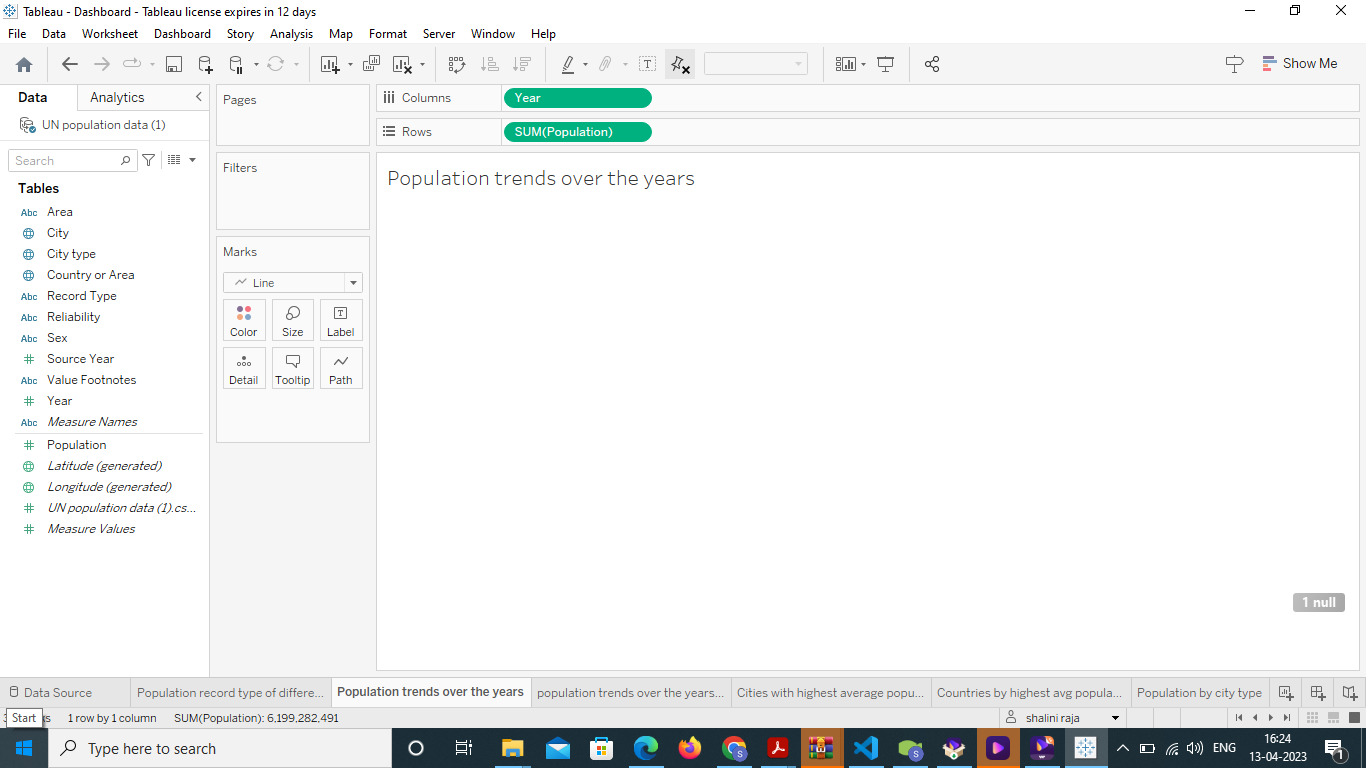 Tableau - Dashboard - Tableau license expires in 12 days
File Data Worksheet Dashboard Story Analysis Map Format Server Window Help
Show Me
Data Analytics
UN population data (1)
Search
Tables
Abc Area
City
City type
Country or Area
Abc Record Type
Abc Reliability
Abc Sex
Source Year
Abc Value Footnotes
Year
Abc Measure Names
Population
Latitude (generated)
Longitude (generated)
UN population data (1).cs...
Measure Values
Pages
Filters
Marks
Line
Color Size Label
Detail Tooltip Path
Columns Year
Rows SUM(Population)
Population trends over the years
1 null
Data Source Population record type of differe... Population trends over the years population trends over the years... Cities with highest average popu... Countries by highest avg popula... Population by city type
Start 1 row by 1 column SUM(Population): 6,199,282,491 shalini raja
Type here to search
ENG
16:24
13-04-2023
1